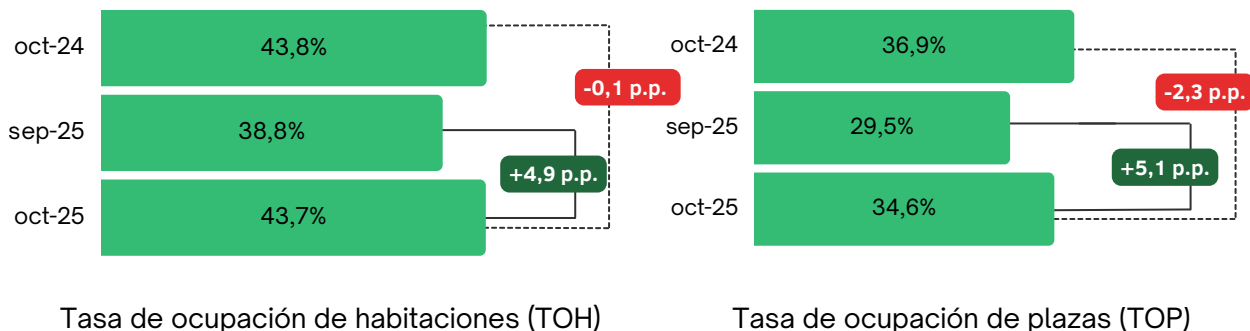 oct-24
43,8%
-0,1 p.p.
sep-25
38,8%
+4,9 p.p.
oct-25
43,7%
Tasa de ocupación de habitaciones (TOH)
oct-24
36,9%
-2,3 p.p.
sep-25
29,5%
+5,1 p.p.
oct-25
34,6%
Tasa de ocupación de plazas (TOP)